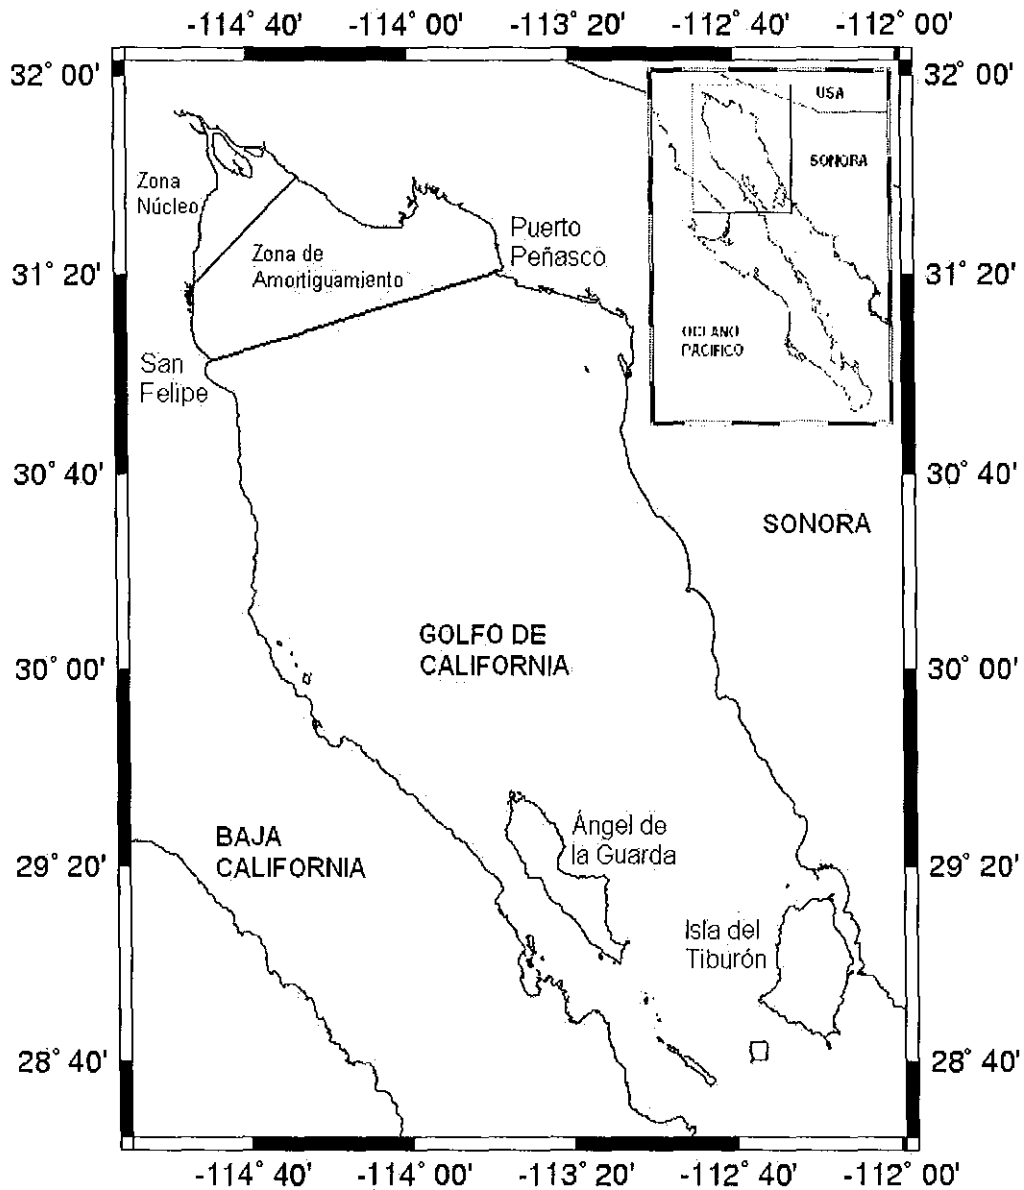 -114° 40' -114° 00' -113° 20' -112° 40' -112° 00'
32° 00' 32° 00'
USA
SONORA
Zona
Núcleo
Puerto
Peñasco
Zona de
Amortiguamiento
31° 20' 31° 20'
OCEANO
PACIFICO
San
Felipe
30° 40' 30° 40'
SONORA
GOLFO DE
CALIFORNIA
30° 00' 30° 00'
Ángel de
la Guarda
BAJA
CALIFORNIA
29° 20' 29° 20'
Isla del
Tiburón
28° 40' 28° 40'
-114° 40' -114° 00' -113° 20' -112° 40' -112° 00'